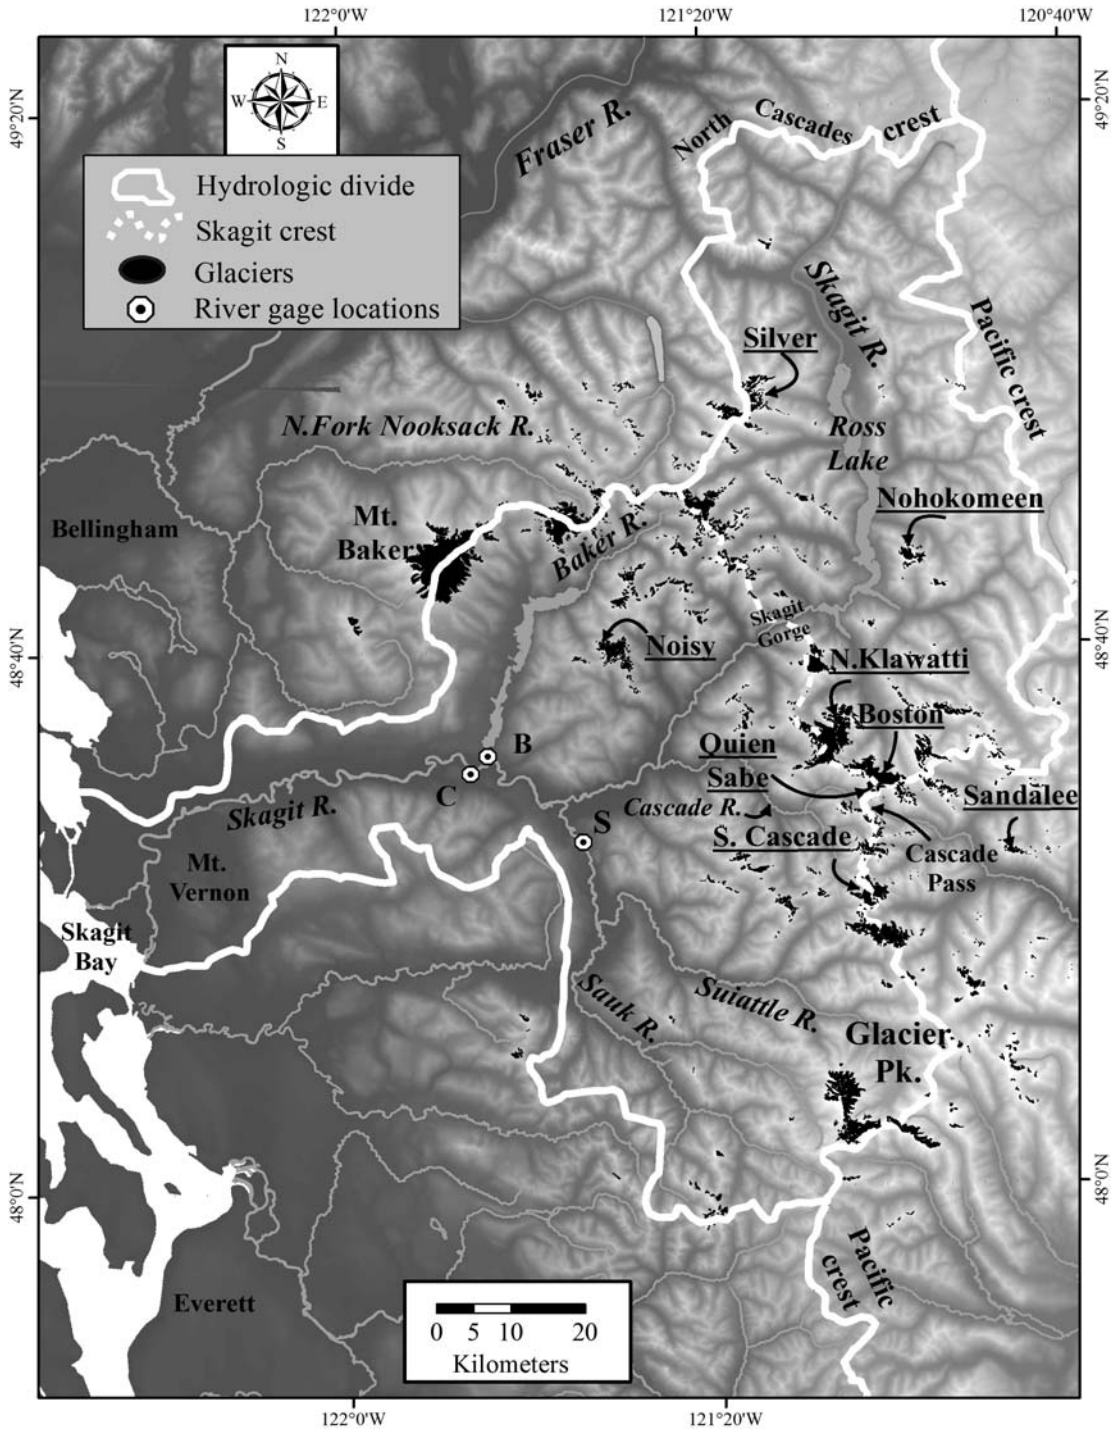 122°0'W
121°20'W
120°40'W
49°20'N
49°20'N
N
W
E
S
Hydrologic divide
Skagit crest
Glaciers
River gage locations
Fraser R.
North Cascades crest
Skagit R.
Pacific crest
Silver
N.Fork Nooksack R.
Ross
Lake
Nohokomeen
Bellingham
Mt.
Baker
Baker R.
Skagit
Gorge
Noisy
48°40'N
48°40'N
N.Klawatti
Boston
Quien
Sabe
B
C
Skagit R.
Cascade R.
S
Sandalee
S. Cascade
Cascade
Pass
Mt.
Vernon
Skagit
Bay
Sauk R.
Suiattle R.
Glacier
Pk.
48°0'N
48°0'N
Pacific
crest
Everett
0 5 10 20
Kilometers
122°0'W
121°20'W